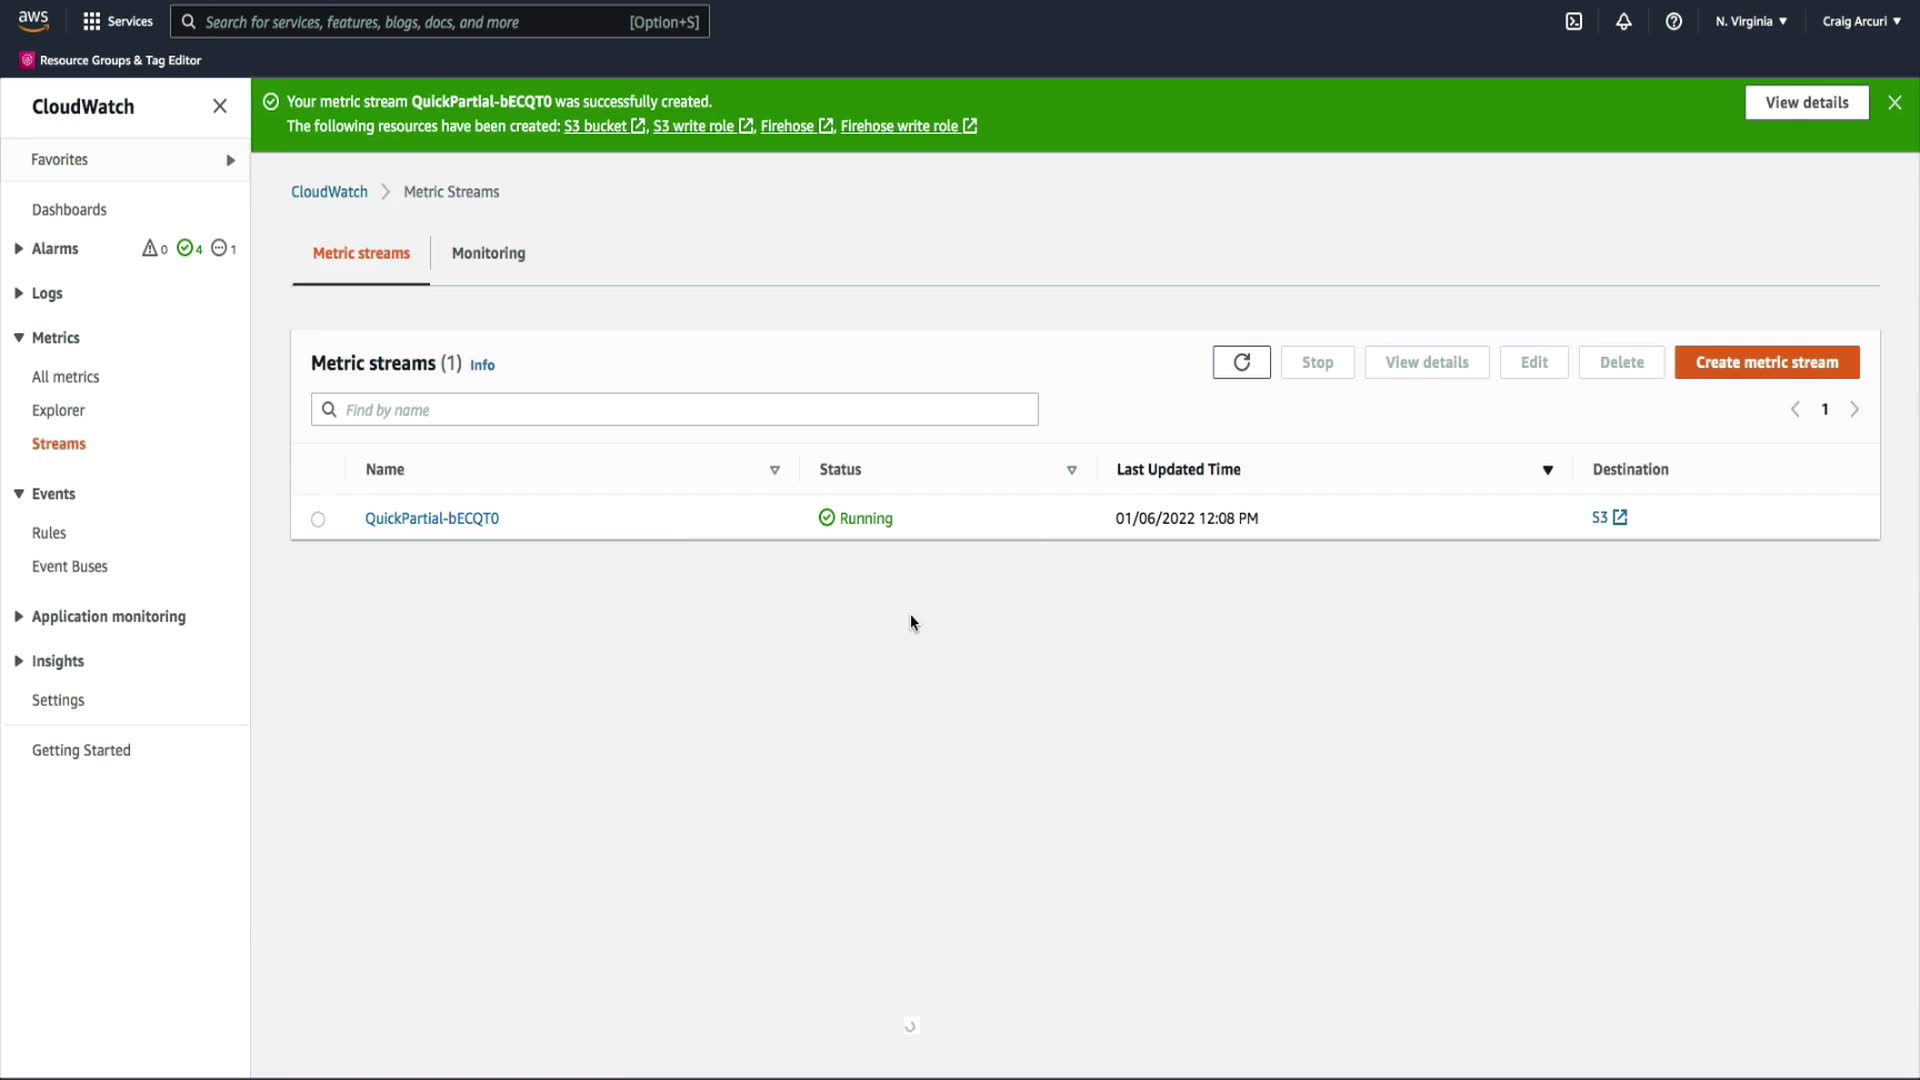 aws
Services
Search for services, features, blogs, docs, and more [Option+S]
N. Virginia ▼
Craig Arcuri ▼
Resource Groups & Tag Editor
CloudWatch
Favorites
Dashboards
Alarms 0 4 1
Logs
Metrics
All metrics
Explorer
Streams
Events
Rules
Event Buses
Application monitoring
Insights
Settings
Getting Started
Your metric stream QuickPartial-bECQT0 was successfully created.
The following resources have been created: S3 bucket, S3 write role, Firehose, Firehose write role
View details
CloudWatch > Metric Streams
Metric streams
Monitoring
Metric streams (1) Info
Stop
View details
Edit
Delete
Create metric stream
Find by name
< 1 >
Name Status Last Updated Time Destination
QuickPartial-bECQT0 Running 01/06/2022 12:08 PM S3